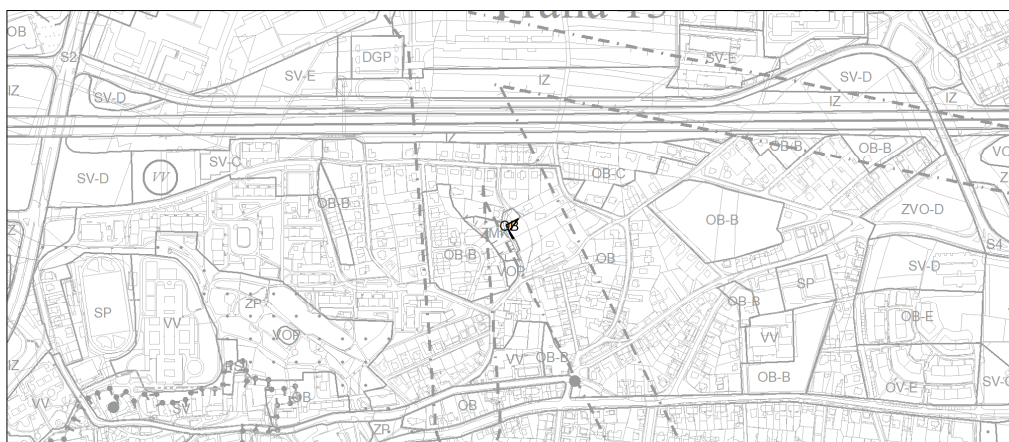 Praha 15
OB
S2
DGP
SV-E
SV-E
SV-D
IZ
IZ
SV-D
IZ
IZ
OB-B
OB-B
SV-C
SV-D
VV
OB-C
OB-B
OB-B
ZVO-D
OB
OB-B
VOP
OB
S4
SV-D
SP
OB-B
SP
ZP
VV
VOP
OB-E
VV
VV
OB-B
IZ
OB-B
OV-E
VV
SV
OB
OB
ZP